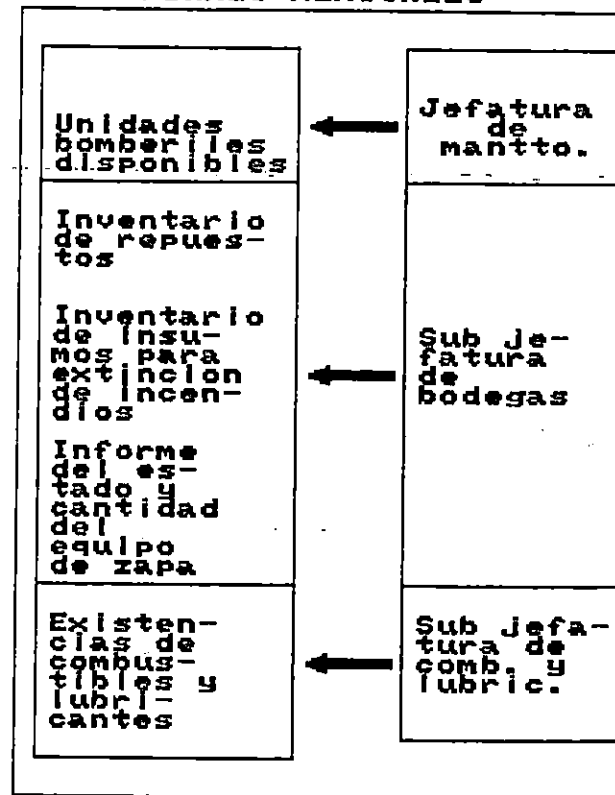 Unidades
bomberiles
disponibles
Jefatura
de
mantto.
Inventario
de repues-
tos
Inventario
de insu-
mos para
extincion
de incen-
dios
Informe
del es-
tado y
cantidad
del
equipo
de zapa
Sub je-
fatura
de
bodegas
Existen-
cias de
combus-
tibles y
lubri-
cantes
Sub jefa-
tura de
comb. y
lubric.